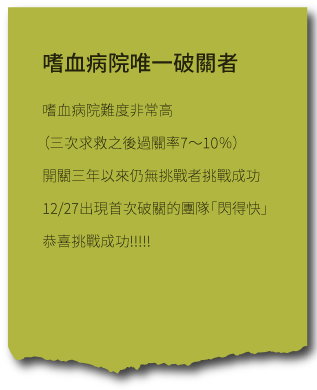 嗜血病院唯一破關者
嗜血病院難度非常高
（三次求救之後過關率7～10%）
開關三年以來仍無挑戰者挑戰成功
12/27出現首次破關的團隊「閃得快」
恭喜挑戰成功!!!!!